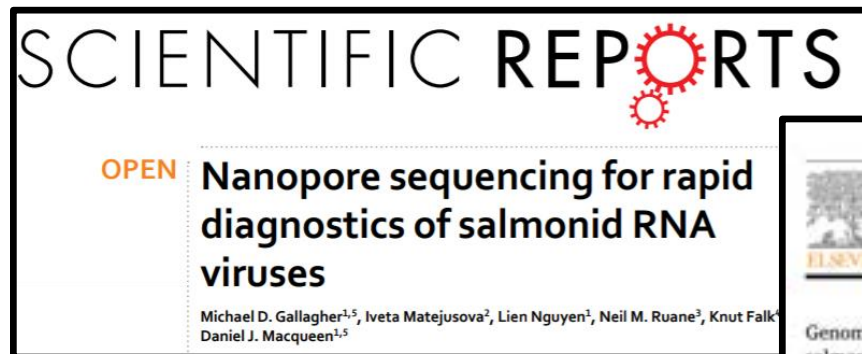 SCIENTIFIC REPORTS
OPEN
Nanopore sequencing for rapid
diagnostics of salmonid RNA
viruses
Michael D. Gallagher1,5, Iveta Matejusova2, Lien Nguyen1, Neil M. Ruane3, Knut Falk4
Daniel J. Macqueen1,5
ELSEV
Genom